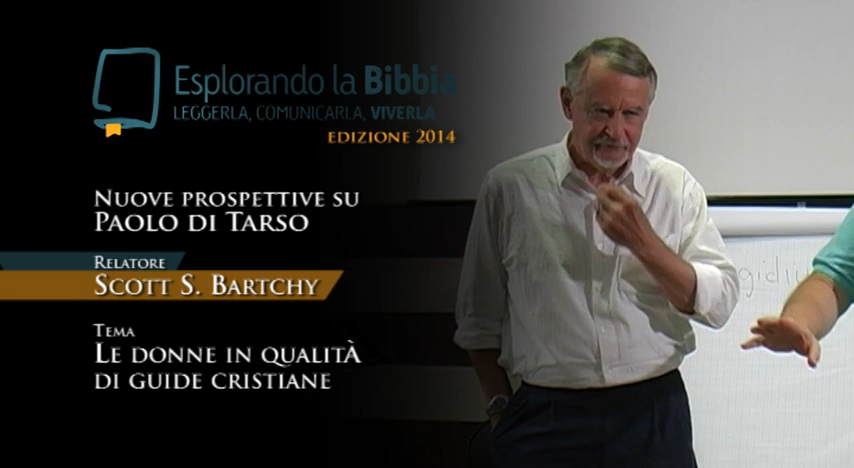 Esplorando la Bibbia
LEGGERLA, COMUNICARLA, VIVERLA
EDIZIONE 2014
NUOVE PROSPETTIVE SU
PAOLO DI TARSO
RELATORE
SCOTT S. BARTCHY
TEMA
LE DONNE IN QUALITÀ
DI GUIDE CRISTIANE